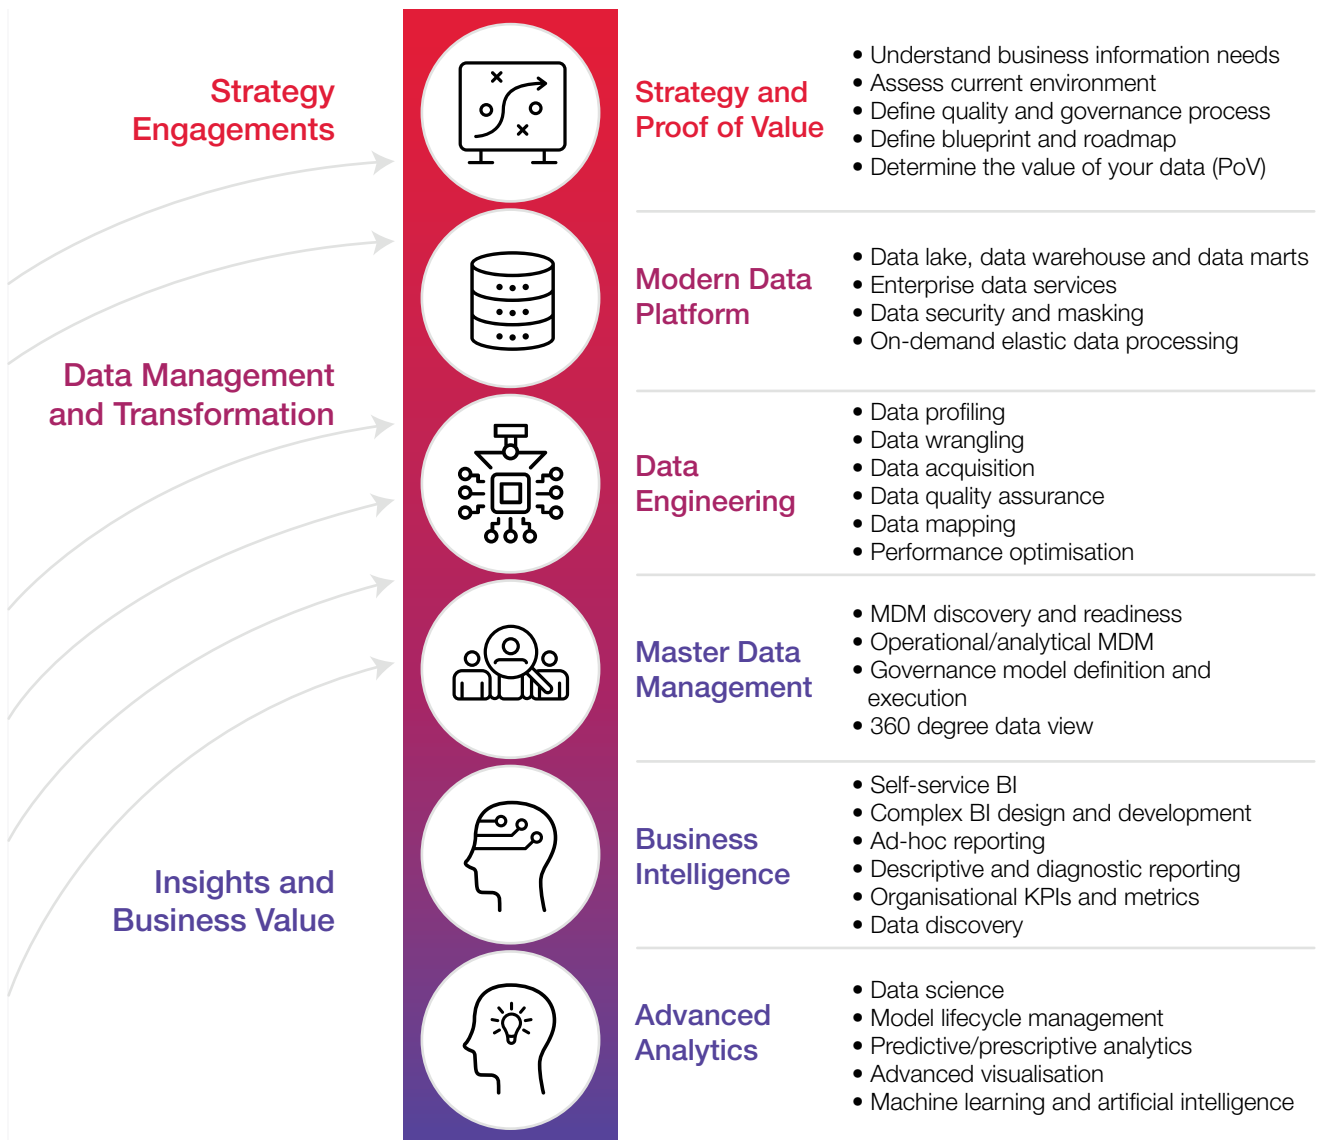 Strategy
Engagements
Strategy and
Proof of Value
• Understand business information needs
• Assess current environment
• Define quality and governance process
• Define blueprint and roadmap
• Determine the value of your data (PoV)
Data Management
and Transformation
Modern Data
Platform
• Data lake, data warehouse and data marts
• Enterprise data services
• Data security and masking
• On-demand elastic data processing
Data
Engineering
• Data profiling
• Data wrangling
• Data acquisition
• Data quality assurance
• Data mapping
• Performance optimisation
Master Data
Management
• MDM discovery and readiness
• Operational/analytical MDM
• Governance model definition and
execution
• 360 degree data view
Insights and
Business Value
Business
Intelligence
• Self-service BI
• Complex BI design and development
• Ad-hoc reporting
• Descriptive and diagnostic reporting
• Organisational KPIs and metrics
• Data discovery
Advanced
Analytics
• Data science
• Model lifecycle management
• Predictive/prescriptive analytics
• Advanced visualisation
• Machine learning and artificial intelligence